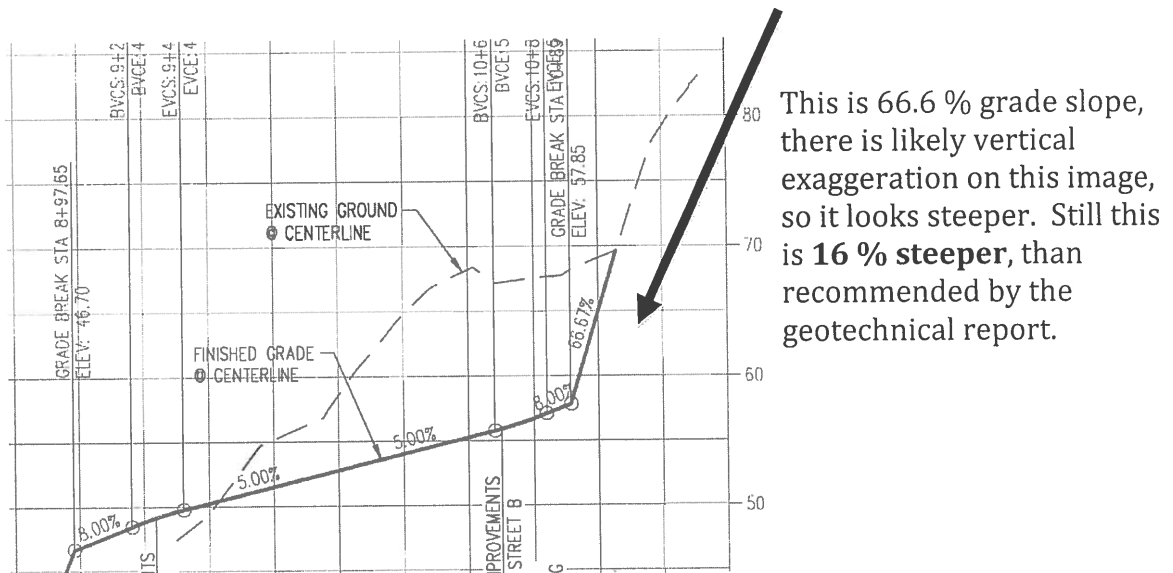 BVCS: 9+2
BVCE: 4
EVCS: 9+4
EVCE: 4
BVCS: 10+6
BVCE: 5
EVCS: 10+8
GRADE BREAK STA 8+97.65
ELEV: 46.70
GRADE BREAK STA
ELEV: 57.85
EXISTING GROUND
@ CENTERLINE
FINISHED GRADE
@ CENTERLINE
8.00%
5.00%
5.00%
8.00%
66.67%
80
70
60
50
STREET B
This is 66.6 % grade slope,
there is likely vertical
exaggeration on this image,
so it looks steeper. Still this
is 16 % steeper, than
recommended by the
geotechnical report.